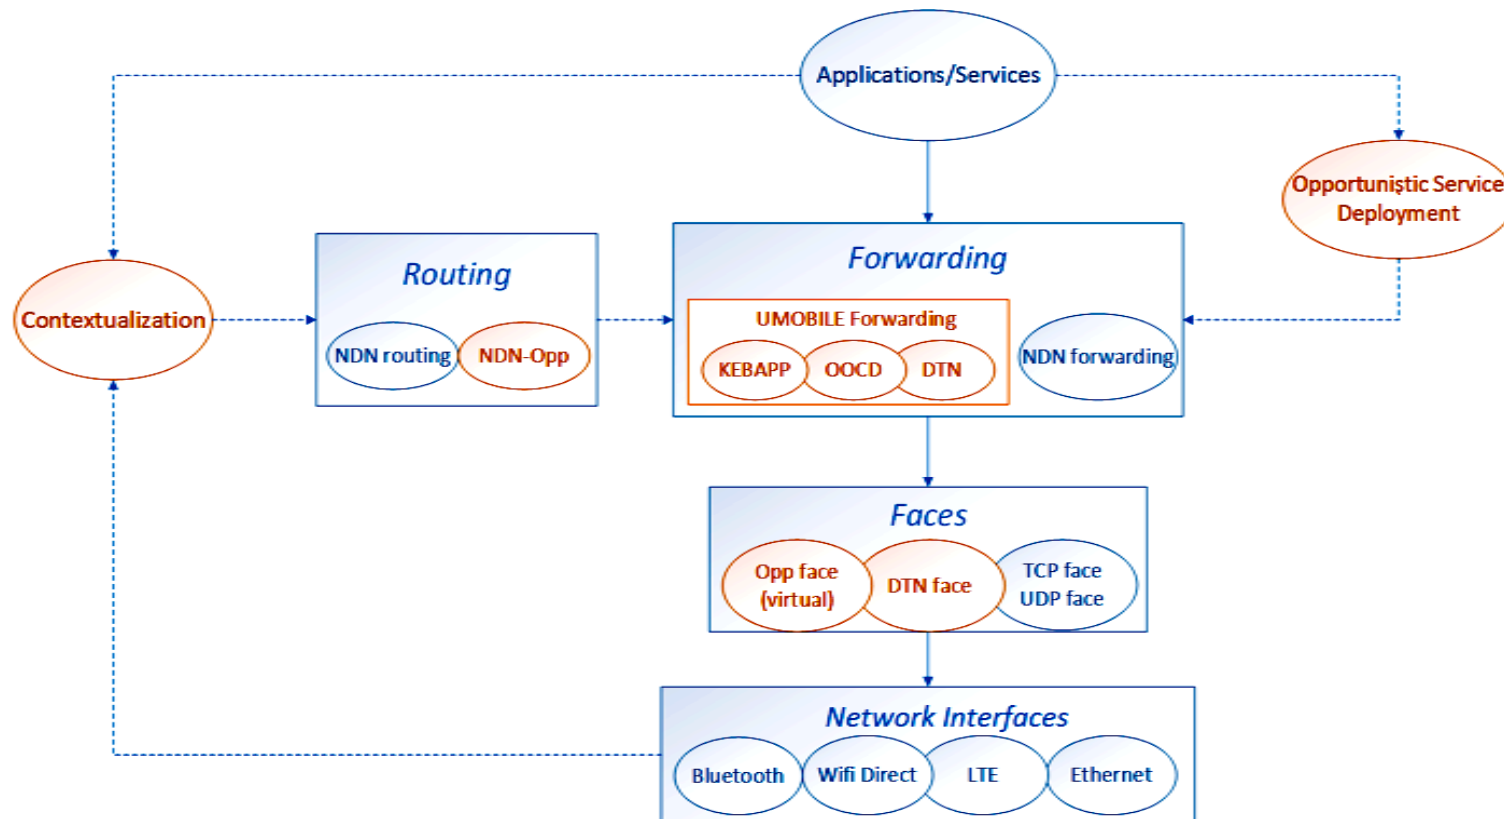 Applications/Services
Opportunistic Service
Deployment
Contextualization
Routing
NDN routing
NDN-Opp
Forwarding
UMOBILE Forwarding
KEBAPP
OOCD
DTN
NDN forwarding
Faces
Opp face
(virtual)
DTN face
TCP face
UDP face
Network Interfaces
Bluetooth
Wifi Direct
LTE
Ethernet